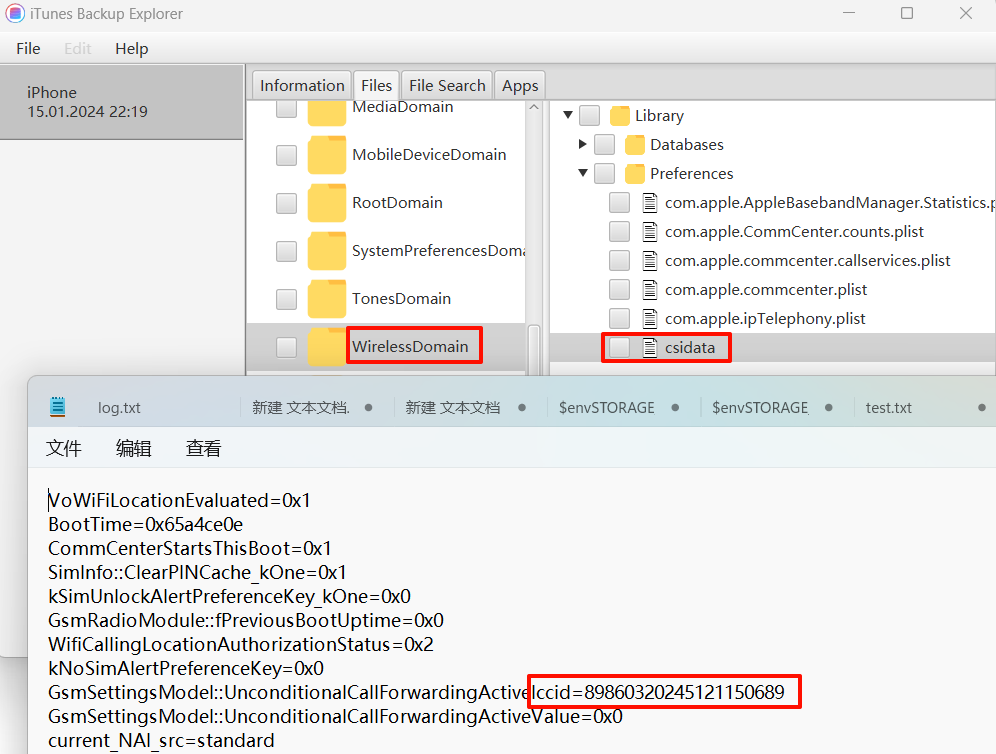 iTunes Backup Explorer
File Edit Help
iPhone
15.01.2024 22:19
Information Files File Search Apps
MediaDomain
MobileDeviceDomain
RootDomain
SystemPreferencesDoma
TonesDomain
WirelessDomain
Library
Databases
Preferences
com.apple.AppleBasebandManager.Statistics.p
com.apple.CommCenter.counts.plist
com.apple.commcenter.callservices.plist
com.apple.commcenter.plist
com.apple.ipTelephony.plist
csidata
log.txt 新建 文本文档. 新建 文本文档 $envSTORAGE $envSTORAGE test.txt
文件 编辑 查看
VoWiFiLocationEvaluated=0x1
BootTime=0x65a4ce0e
CommCenterStartsThisBoot=0x1
SimInfo::ClearPINCache_kOne=0x1
kSimUnlockAlertPreferenceKey_kOne=0x0
GsmRadioModule::fPreviousBootUptime=0x0
WifiCallingLocationAuthorizationStatus=0x2
kNoSimAlertPreferenceKey=0x0
GsmSettingsModel::UnconditionalCallForwardingActiveIccid=89860320245121150689
GsmSettingsModel::UnconditionalCallForwardingActiveValue=0x0
current_NAI_src=standard